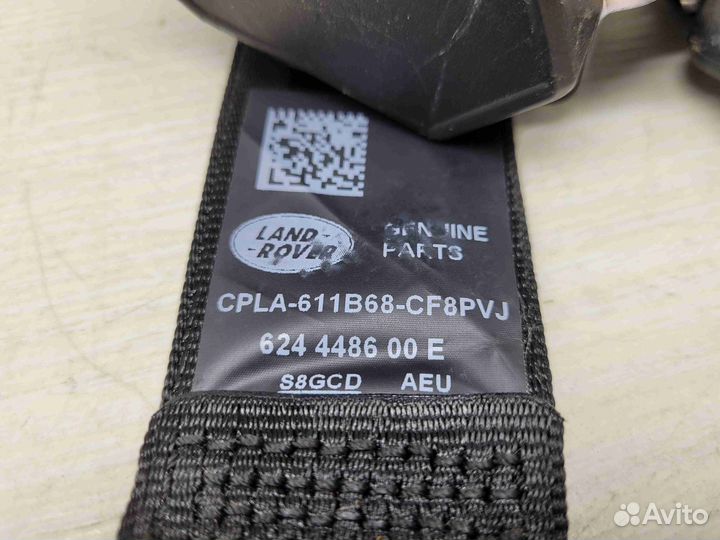 LAND-
-ROVER
GENUINE
PARTS
CPLA-611B68-CF8PVJ
624 4486 00 E
S8GCD AEU
Avito